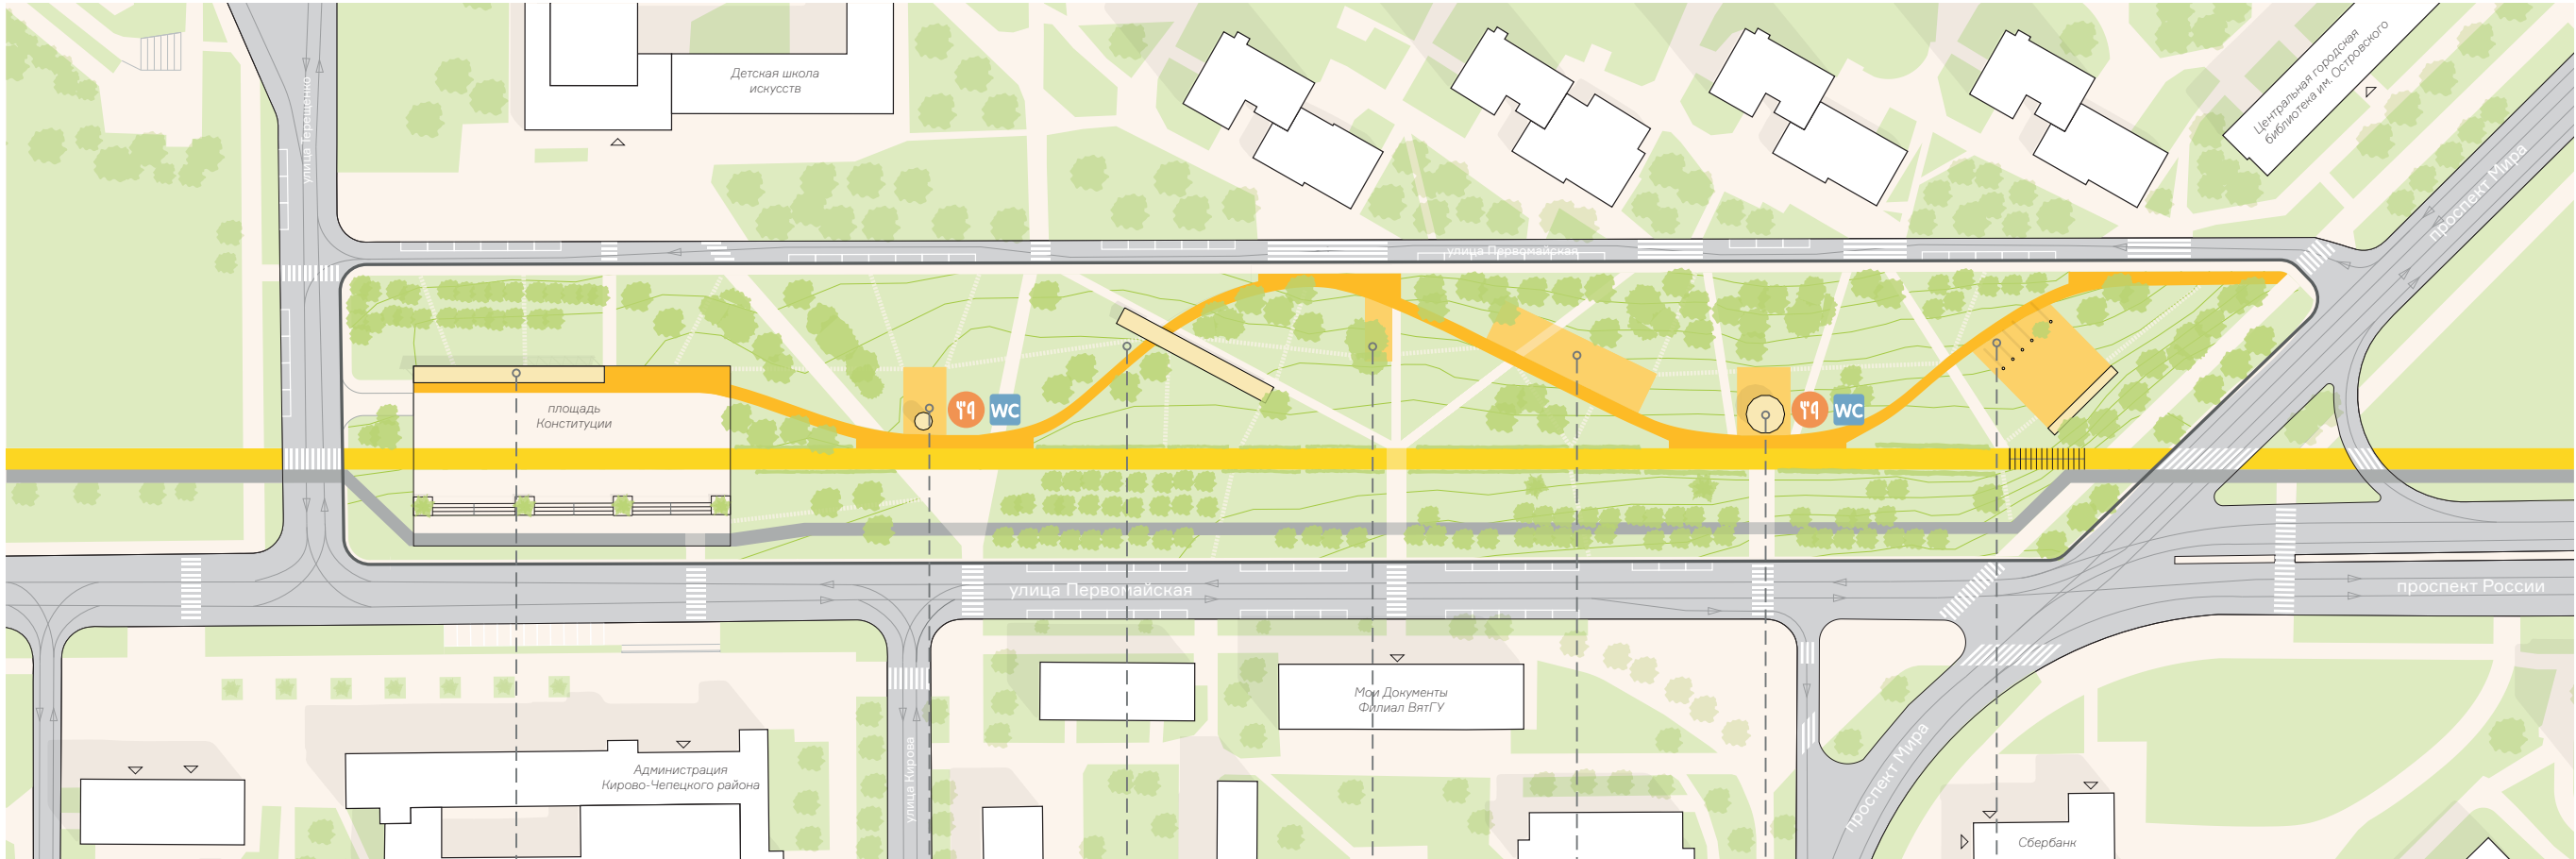 Детская школа
искусств
Центральная городская
библиотека им. Островского
улица Терещенко
проспект Мира
улица Первомайская
площадь
Конституции
WC
WC
улица Первомайская
проспект России
Мои Документы
Филиал ВятГУ
Администрация
Кирово-Чепецкого района
улица Кирова
проспект Мира
Сбербанк